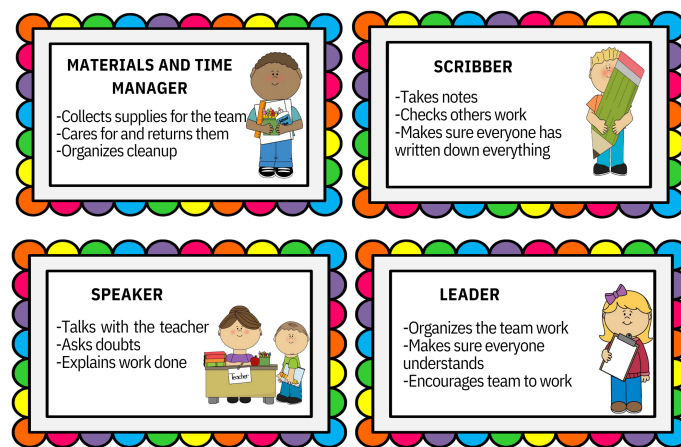 MATERIALS AND TIME
MANAGER
-Collects supplies for the team
-Cares for and returns them
-Organizes cleanup
SCRIBBER
-Takes notes
-Checks others work
-Makes sure everyone has
written down everything
SPEAKER
-Talks with the teacher
-Asks doubts
-Explains work done
Teacher
LEADER
-Organizes the team work
-Makes sure everyone
understands
-Encourages team to work